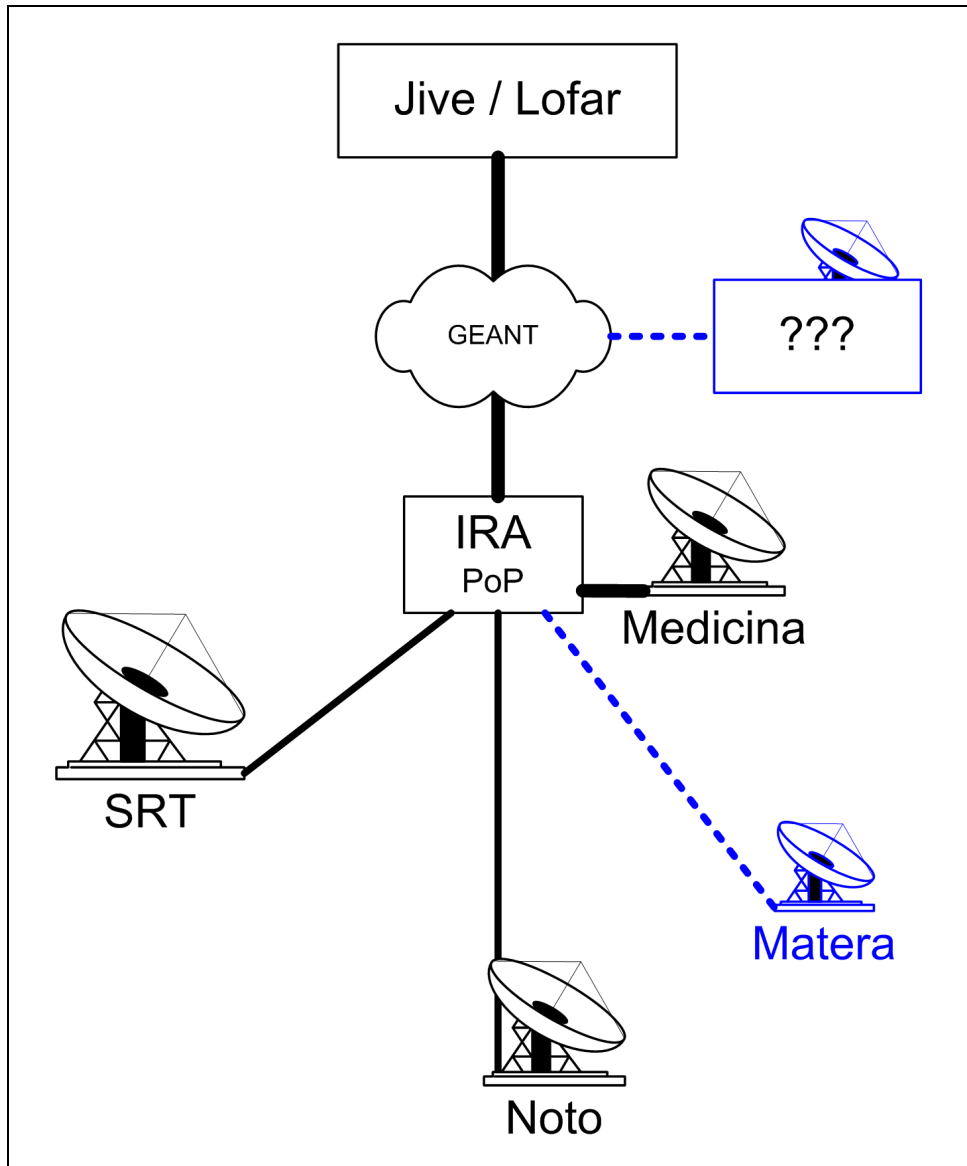 Jive / Lofar
GEANT
???
IRA
PoP
Medicina
SRT
Matera
Noto